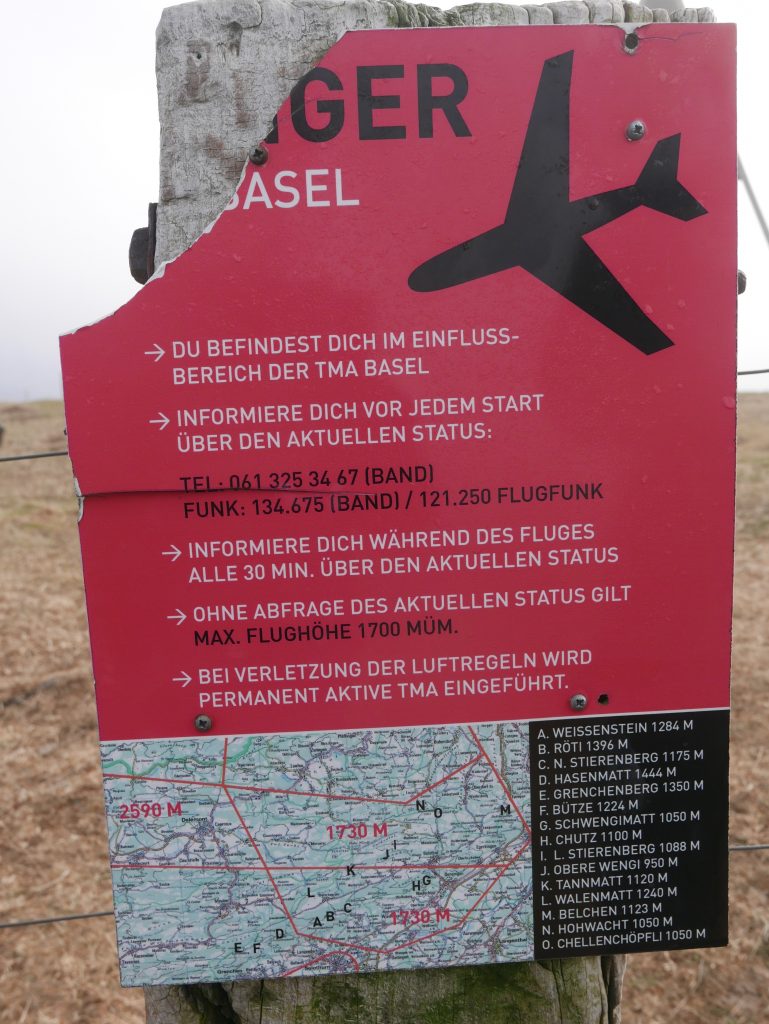 GER
BASEL
→ DU BEFINDEST DICH IM EINFLUSS-
BEREICH DER TMA BASEL
→ INFORMIERE DICH VOR JEDEM START
ÜBER DEN AKTUELLEN STATUS:
TEL: 061 325 34 67 (BAND)
FUNK: 134.675 (BAND) / 121.250 FLUGFUNK
→ INFORMIERE DICH WÄHREND DES FLUGES
ALLE 30 MIN. ÜBER DEN AKTUELLEN STATUS
→ OHNE ABFRAGE DES AKTUELLEN STATUS GILT
MAX. FLUGHÖHE 1700 MÜM.
→ BEI VERLETZUNG DER LUFTREGELN WIRD
PERMANENT AKTIVE TMA EINGEFÜHRT.
2590 M
1730 M
N O M
I
J
K
L
H G
A B C
1730 M
D
E F
Delémont
Grenchen
Solothurn
Langenthal
A. WEISSENSTEIN 1284 M
B. RÖTI 1396 M
C. N. STIERENBERG 1175 M
D. HASENMATT 1444 M
E. GRENCHENBERG 1350 M
F. BÜTZE 1224 M
G. SCHWENGIMATT 1050 M
H. CHUTZ 1100 M
I. L. STIERENBERG 1088 M
J. OBERE WENGI 950 M
K. TANNMATT 1120 M
L. WALENMATT 1240 M
M. BELCHEN 1123 M
N. HOHWACHT 1050 M
O. CHELLENCHÖPFLI 1050 M